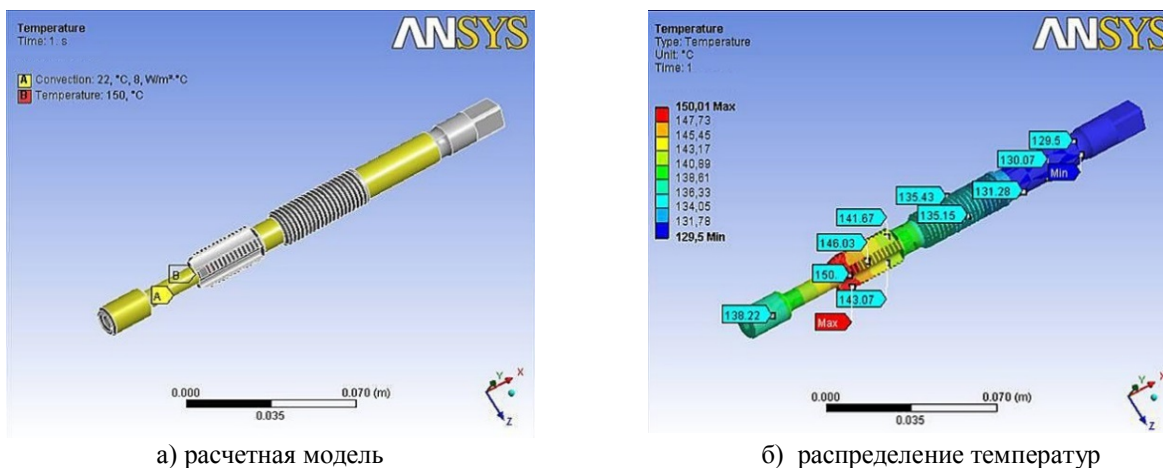 Temperature
Time: 1. s
ANSYS
A Convection: 22, °C, 8, W/m²·°C
B Temperature: 150, °C
B
A
0.000
0.070 (m)
0.035
Y
X
Z
а) расчетная модель
Temperature
Type: Temperature
Unit: °C
Time: 1
ANSYS
150,01 Max
147,73
145,45
143,17
140,89
138,61
136,33
134,05
131,78
129,5 Min
129.5
130.07
Min
131.28
135.43
135.15
141.67
146.03
150.
143.07
138.22
Max
0.000
0.070 (m)
0.035
Y
X
Z
б) распределение температур